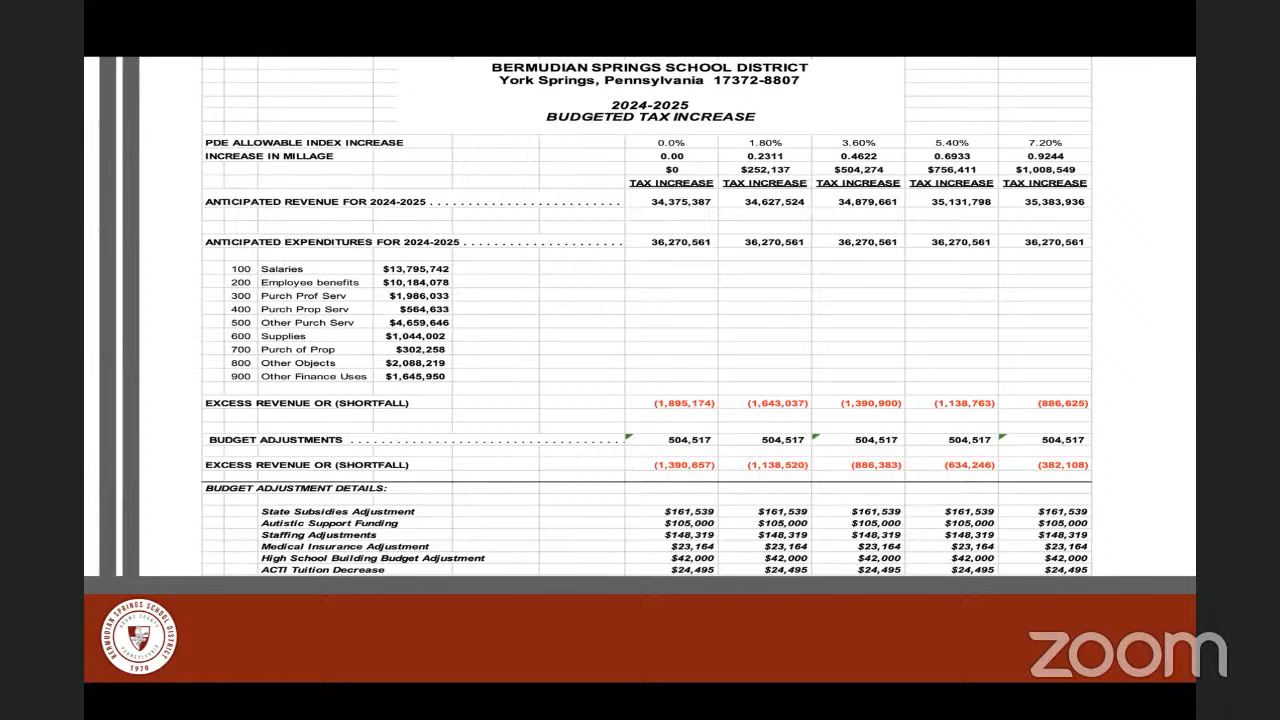 BERMUDIAN SPRINGS SCHOOL DISTRICT
York Springs, Pennsylvania 17372-8807
2024-2025
BUDGETED TAX INCREASE
PDE ALLOWABLE INDEX INCREASE 0.0% 1.80% 3.60% 5.40% 7.20%
INCREASE IN MILLAGE 0.00 0.2311 0.4622 0.6933 0.9244
$0 $252,137 $504,274 $756,411 $1,008,549
TAX INCREASE TAX INCREASE TAX INCREASE TAX INCREASE TAX INCREASE
ANTICIPATED REVENUE FOR 2024-2025 . . . . . . . . . . . . . . . . . . . . . . . . . 34,375,387 34,627,524 34,879,661 35,131,798 35,383,936
ANTICIPATED EXPENDITURES FOR 2024-2025 . . . . . . . . . . . . . . . . . . . . . 36,270,561 36,270,561 36,270,561 36,270,561 36,270,561
100 Salaries $13,795,742
200 Employee benefits $10,184,078
300 Purch Prof Serv $1,986,033
400 Purch Prop Serv $564,633
500 Other Purch Serv $4,659,646
600 Supplies $1,044,002
700 Purch of Prop $302,258
800 Other Objects $2,088,219
900 Other Finance Uses $1,645,950
EXCESS REVENUE OR (SHORTFALL) (1,895,174) (1,643,037) (1,390,900) (1,138,763) (886,625)
BUDGET ADJUSTMENTS . . . . . . . . . . . . . . . . . . . . . . . . . . . . . . . . . . . 504,517 504,517 504,517 504,517 504,517
EXCESS REVENUE OR (SHORTFALL) (1,390,657) (1,138,520) (886,383) (634,246) (382,108)
BUDGET ADJUSTMENT DETAILS:
State Subsidies Adjustment $161,539 $161,539 $161,539 $161,539 $161,539
Autistic Support Funding $105,000 $105,000 $105,000 $105,000 $105,000
Staffing Adjustments $148,319 $148,319 $148,319 $148,319 $148,319
Medical Insurance Adjustment $23,164 $23,164 $23,164 $23,164 $23,164
High School Building Budget Adjustment $42,000 $42,000 $42,000 $42,000 $42,000
ACTI Tuition Decrease $24,495 $24,495 $24,495 $24,495 $24,495
BERMUDIAN SPRINGS SCHOOL DISTRICT
ADAMS COUNTY
PENNSYLVANIA
1970
zoom